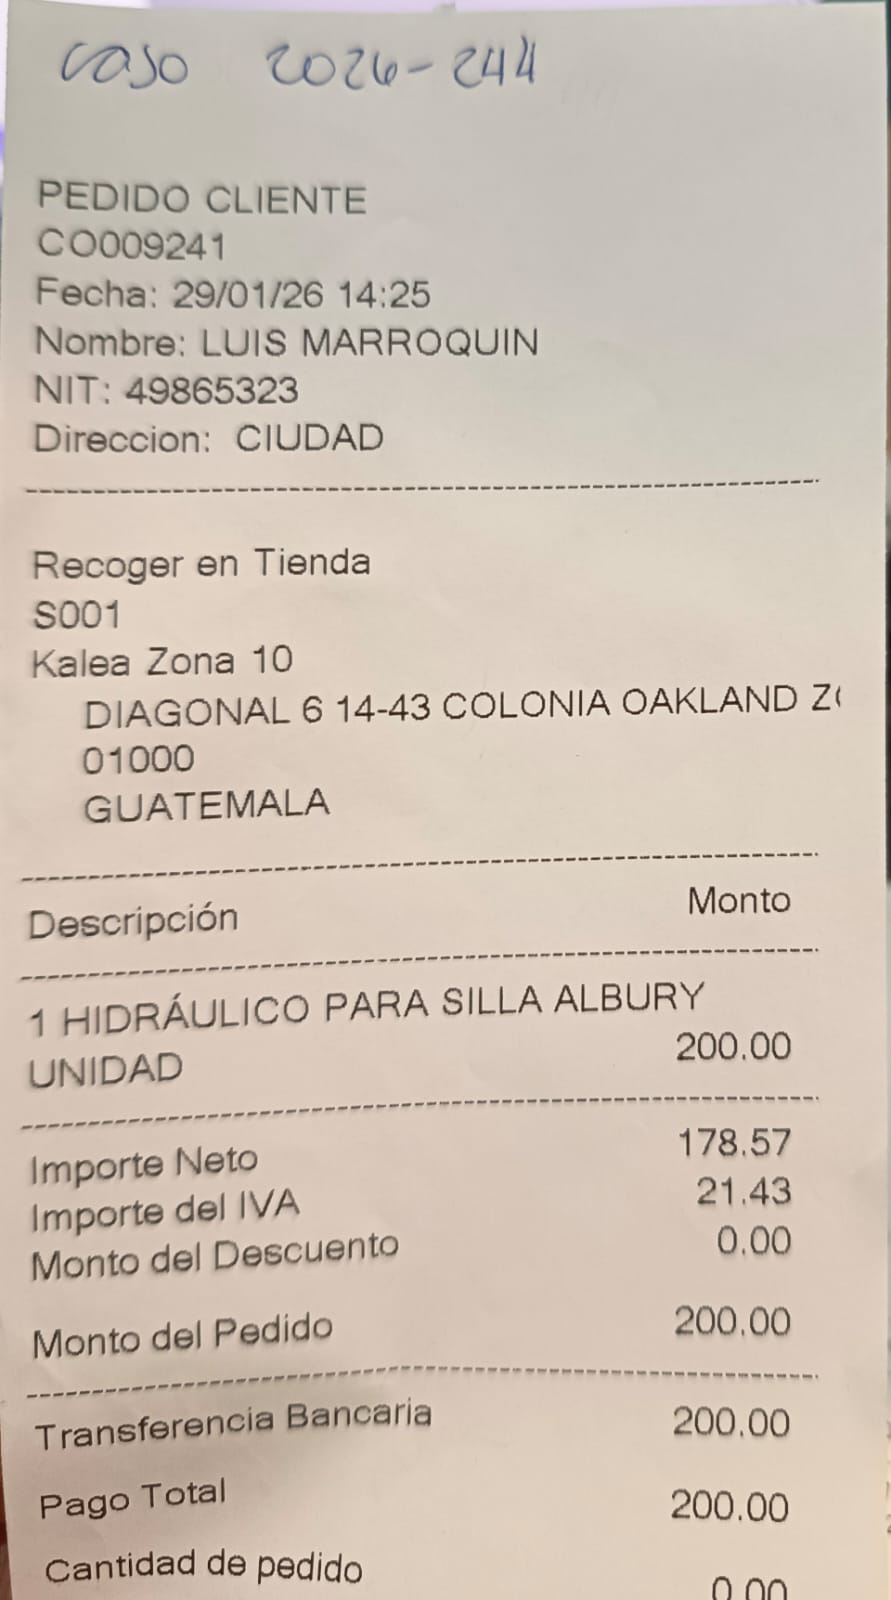 caso 2026-244
PEDIDO CLIENTE
CO009241
Fecha: 29/01/26 14:25
Nombre: LUIS MARROQUIN
NIT: 49865323
Direccion: CIUDAD
Recoger en Tienda
S001
Kalea Zona 10
DIAGONAL 6 14-43 COLONIA OAKLAND
01000
GUATEMALA
Descripción Monto
1 HIDRÁULICO PARA SILLA ALBURY
UNIDAD 200.00
Importe Neto 178.57
Importe del IVA 21.43
Monto del Descuento 0.00
Monto del Pedido 200.00
Transferencia Bancaria 200.00
Pago Total 200.00
Cantidad de pedido 0.00